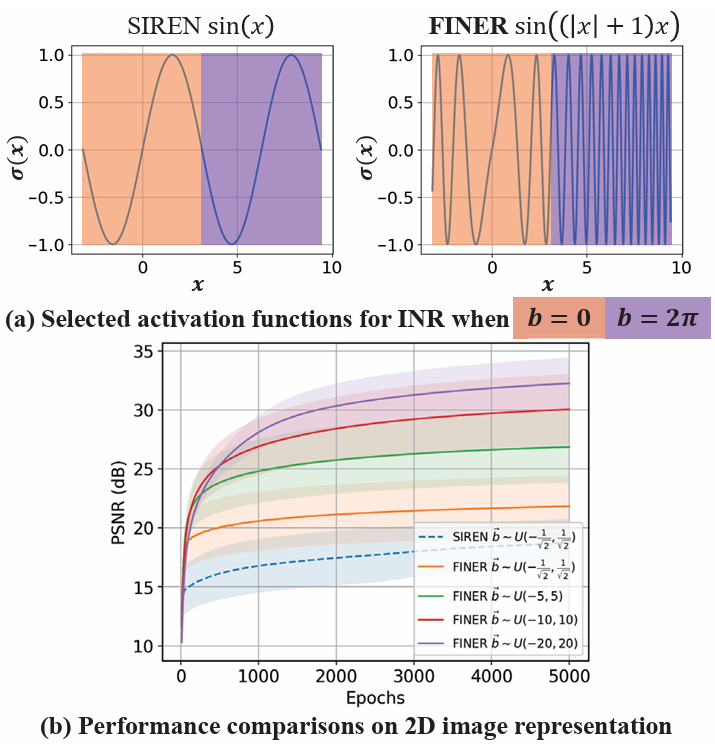 SIREN sin(x)
FINER sin((|x| + 1)x)
1.0
0.5
0.0
−0.5
−1.0
σ(x)
0
5
10
x
1.0
0.5
0.0
−0.5
−1.0
σ(x)
0
5
10
x
(a) Selected activation functions for INR when b = 0 b = 2π
35
30
25
20
15
10
PSNR (dB)
SIREN b⃗ ~ U(−1/√2, 1/√2)
FINER b⃗ ~ U(−1/√2, 1/√2)
FINER b⃗ ~ U(−5, 5)
FINER b⃗ ~ U(−10, 10)
FINER b⃗ ~ U(−20, 20)
0 1000 2000 3000 4000 5000
Epochs
(b) Performance comparisons on 2D image representation